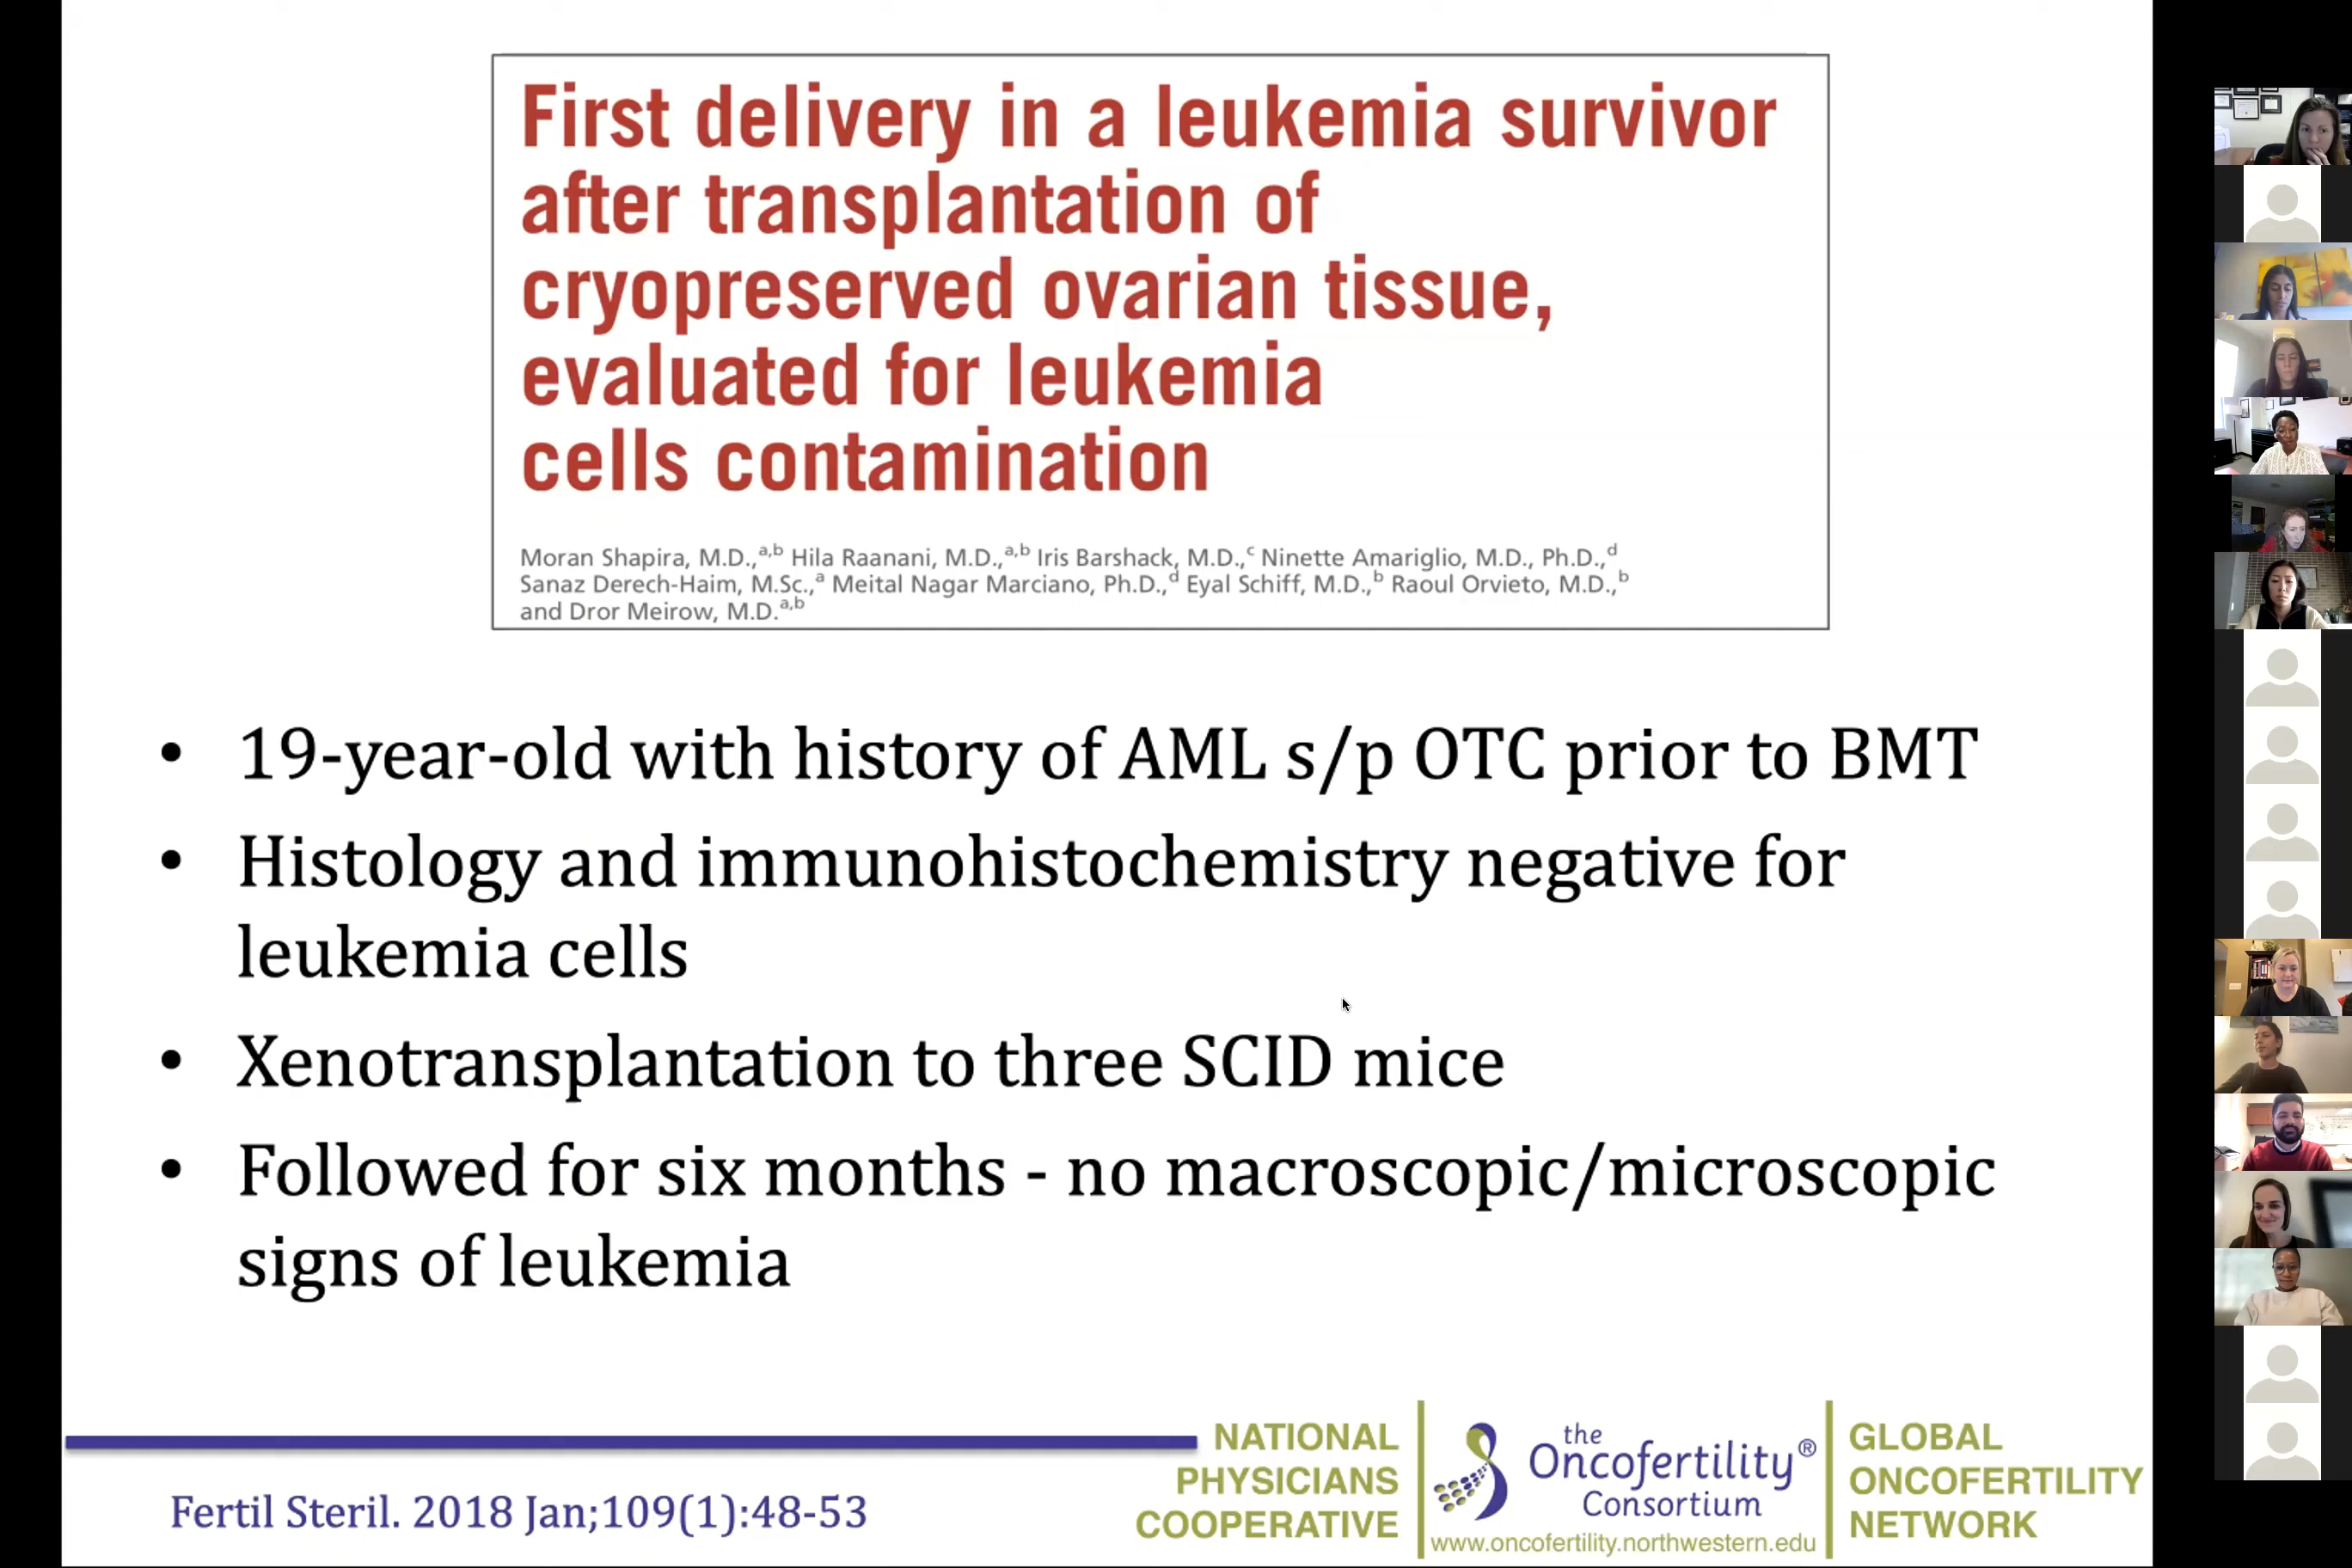 First delivery in a leukemia survivor
after transplantation of
cryopreserved ovarian tissue,
evaluated for leukemia
cells contamination
Moran Shapira, M.D.,a,b Hila Raanani, M.D.,a,b Iris Barshack, M.D.,c Ninette Amariglio, M.D., Ph.D.,d
Sanaz Derech-Haim, M.Sc.,a Meital Nagar Marciano, Ph.D.,d Eyal Schiff, M.D.,b Raoul Orvieto, M.D.,b
and Dror Meirow, M.D.a,b
• 19-year-old with history of AML s/p OTC prior to BMT
• Histology and immunohistochemistry negative for
leukemia cells
• Xenotransplantation to three SCID mice
• Followed for six months - no macroscopic/microscopic
signs of leukemia
Fertil Steril. 2018 Jan;109(1):48-53
NATIONAL
PHYSICIANS
COOPERATIVE
the
Oncofertility®
Consortium
www.oncofertility.northwestern.edu
GLOBAL
ONCOFERTILITY
NETWORK